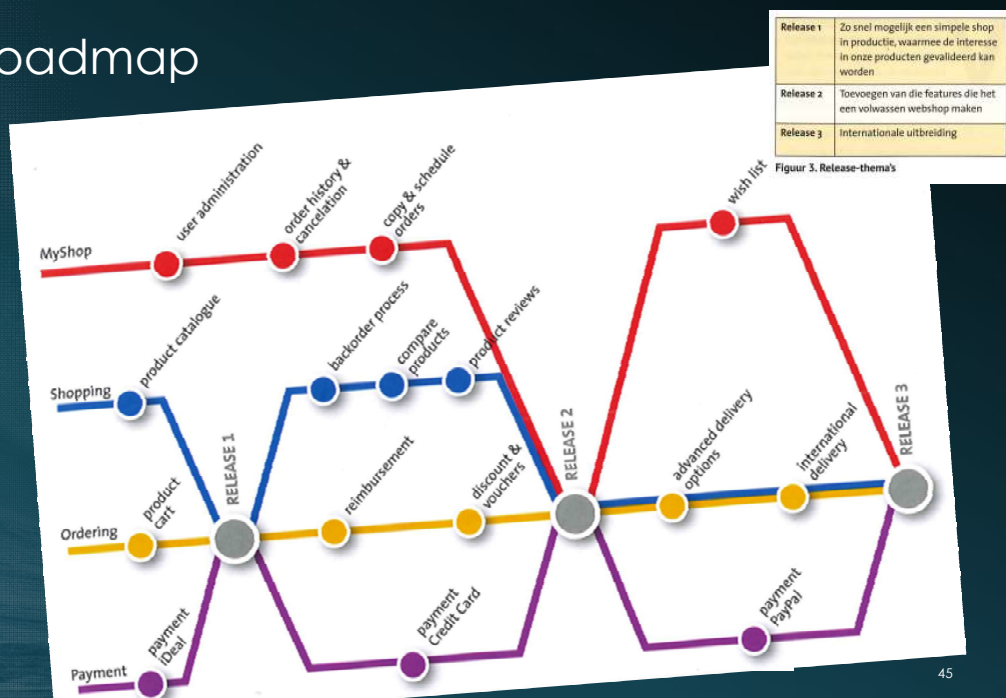 oadmap
Release 1
Zo snel mogelijk een simpele shop
in productie, waarmee de interesse
in onze producten gevalideerd kan
worden
Release 2
Toevoegen van die features die het
een volwassen webshop maken
Release 3
Internationale uitbreiding
Figuur 3. Release-thema's
MyShop
user administration
order history &
cancelation
copy & schedule
orders
wish list
Shopping
product catalogue
backorder process
compare
products
product reviews
RELEASE 1
RELEASE 2
RELEASE 3
Ordering
product
cart
reimbursement
discount &
vouchers
advanced delivery
options
international
delivery
Payment
payment
iDeal
payment
Credit Card
payment
PayPal
45